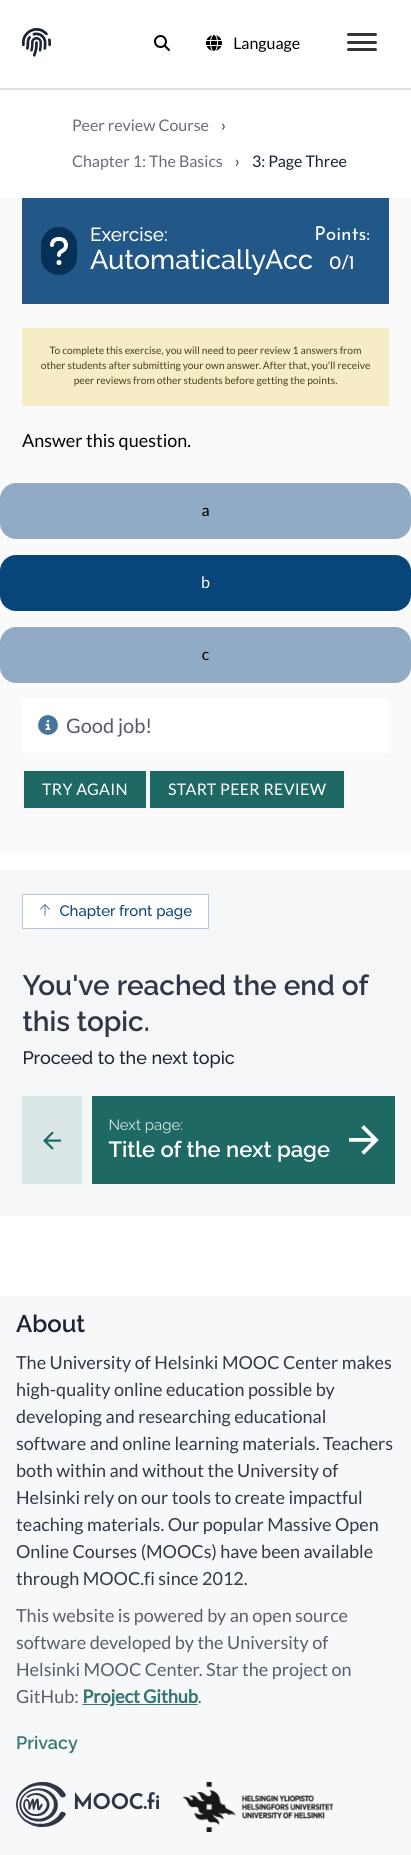 Language
Peer review Course ›
Chapter 1: The Basics › 3: Page Three
Exercise:
AutomaticallyAcc
Points:
0/1
To complete this exercise, you will need to peer review 1 answers from
other students after submitting your own answer. After that, you'll receive
peer reviews from other students before getting the points.
Answer this question.
a
b
c
Good job!
TRY AGAIN START PEER REVIEW
Chapter front page
You've reached the end of
this topic.
Proceed to the next topic
Next page:
Title of the next page
About
The University of Helsinki MOOC Center makes
high-quality online education possible by
developing and researching educational
software and online learning materials. Teachers
both within and without the University of
Helsinki rely on our tools to create impactful
teaching materials. Our popular Massive Open
Online Courses (MOOCs) have been available
through MOOC.fi since 2012.
This website is powered by an open source
software developed by the University of
Helsinki MOOC Center. Star the project on
GitHub: Project Github.
Privacy
MOOC.fi
HELSINGIN YLIOPISTO
HELSINGFORS UNIVERSITET
UNIVERSITY OF HELSINKI